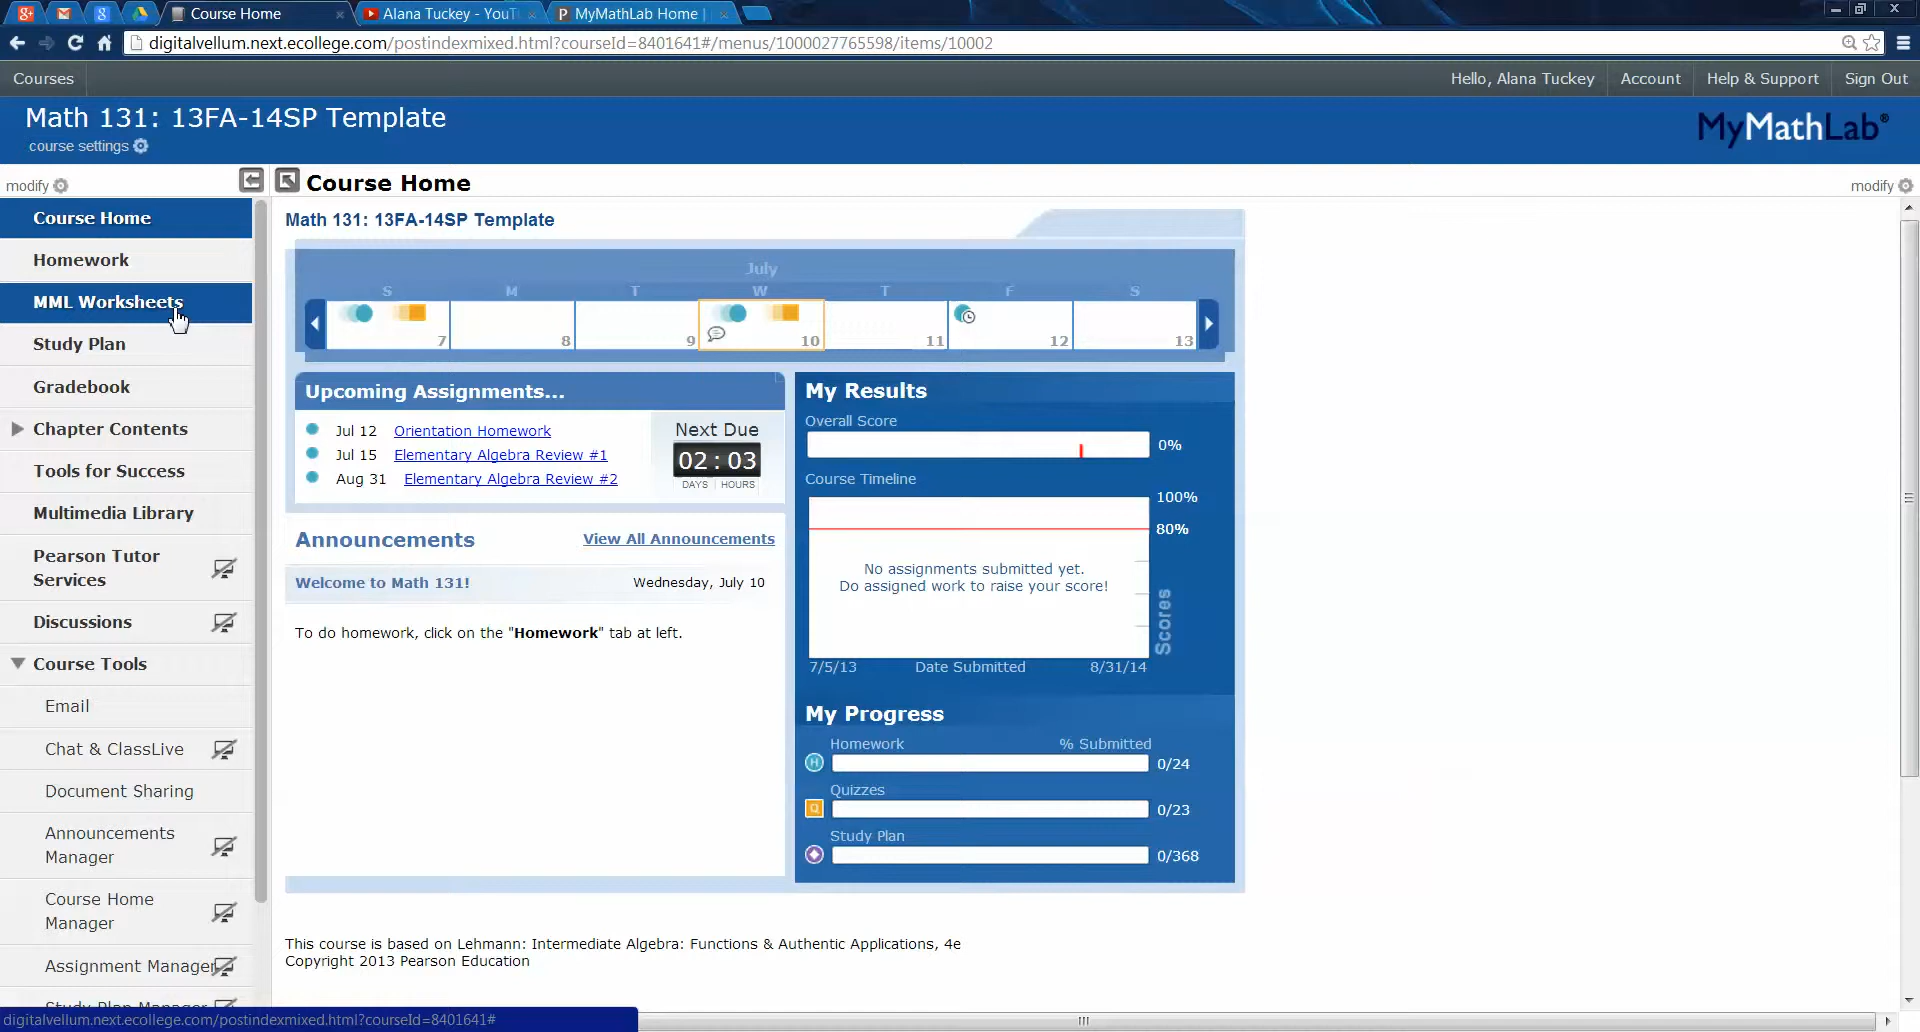 Course Home
Alana Tuckey - YouT
MyMathLab Home |
digitalvellum.next.ecollege.com/postindexmixed.html?courseId=8401641#/menus/1000027765598/items/10002
Courses
Hello, Alana Tuckey
Account
Help & Support
Sign Out
Math 131: 13FA-14SP Template
course settings
MyMathLab®
modify
Course Home
modify
Course Home
Homework
MML Worksheets
Study Plan
Gradebook
Chapter Contents
Tools for Success
Multimedia Library
Pearson Tutor
Services
Discussions
Course Tools
Email
Chat & ClassLive
Document Sharing
Announcements
Manager
Course Home
Manager
Assignment Manager
Study Plan Manager
Math 131: 13FA-14SP Template
July
S M T W T F S
7 8 9 10 11 12 13
Upcoming Assignments...
Jul 12 Orientation Homework
Jul 15 Elementary Algebra Review #1
Aug 31 Elementary Algebra Review #2
Next Due
02 : 03
DAYS HOURS
Announcements
View All Announcements
Welcome to Math 131!
Wednesday, July 10
To do homework, click on the "Homework" tab at left.
My Results
Overall Score
0%
Course Timeline
100%
80%
No assignments submitted yet.
Do assigned work to raise your score!
Scores
7/5/13 Date Submitted 8/31/14
My Progress
Homework % Submitted
H 0/24
Quizzes
Q 0/23
Study Plan
0/368
This course is based on Lehmann: Intermediate Algebra: Functions & Authentic Applications, 4e
Copyright 2013 Pearson Education
digitalvellum.next.ecollege.com/postindexmixed.html?courseId=8401641#